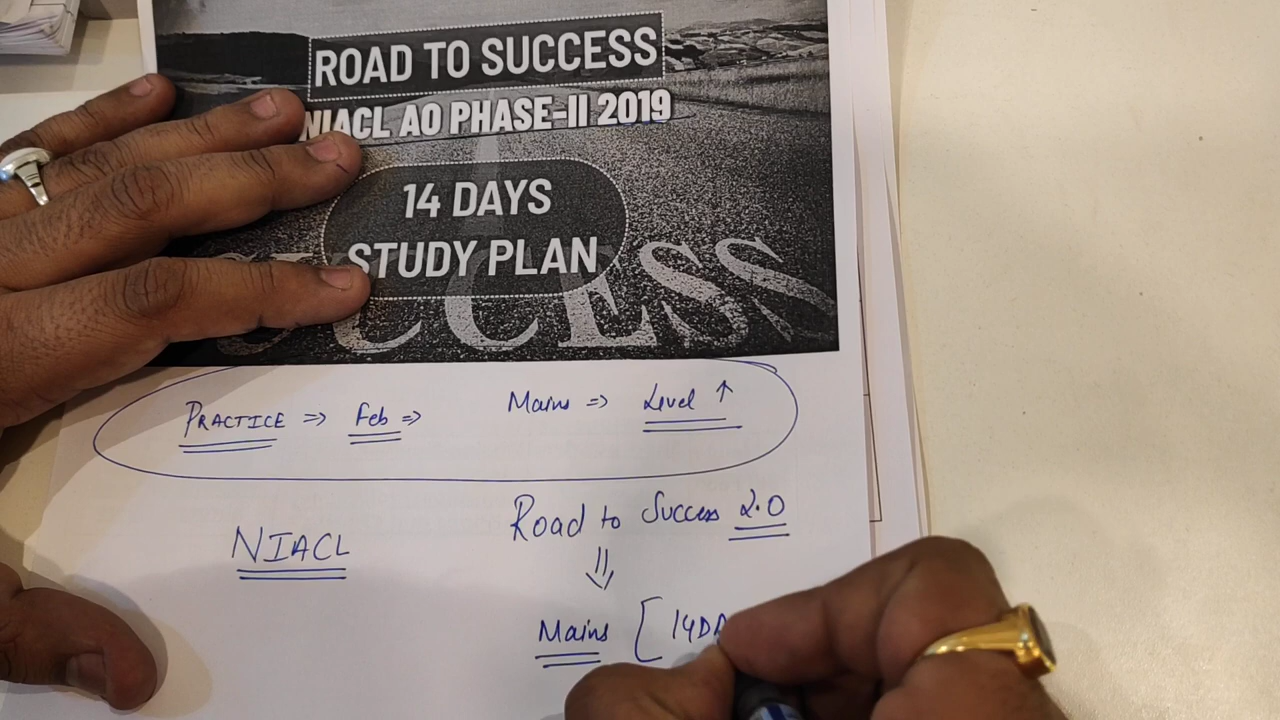 ROAD TO SUCCESS
NIACL AO PHASE-II 2019
14 DAYS
STUDY PLAN
SUCCESS
PRACTICE ⇒ Feb ⇒ Mains ⇒ Level ↑
Road to Success 2.0
NIACL
⇓
Mains [ 14DA